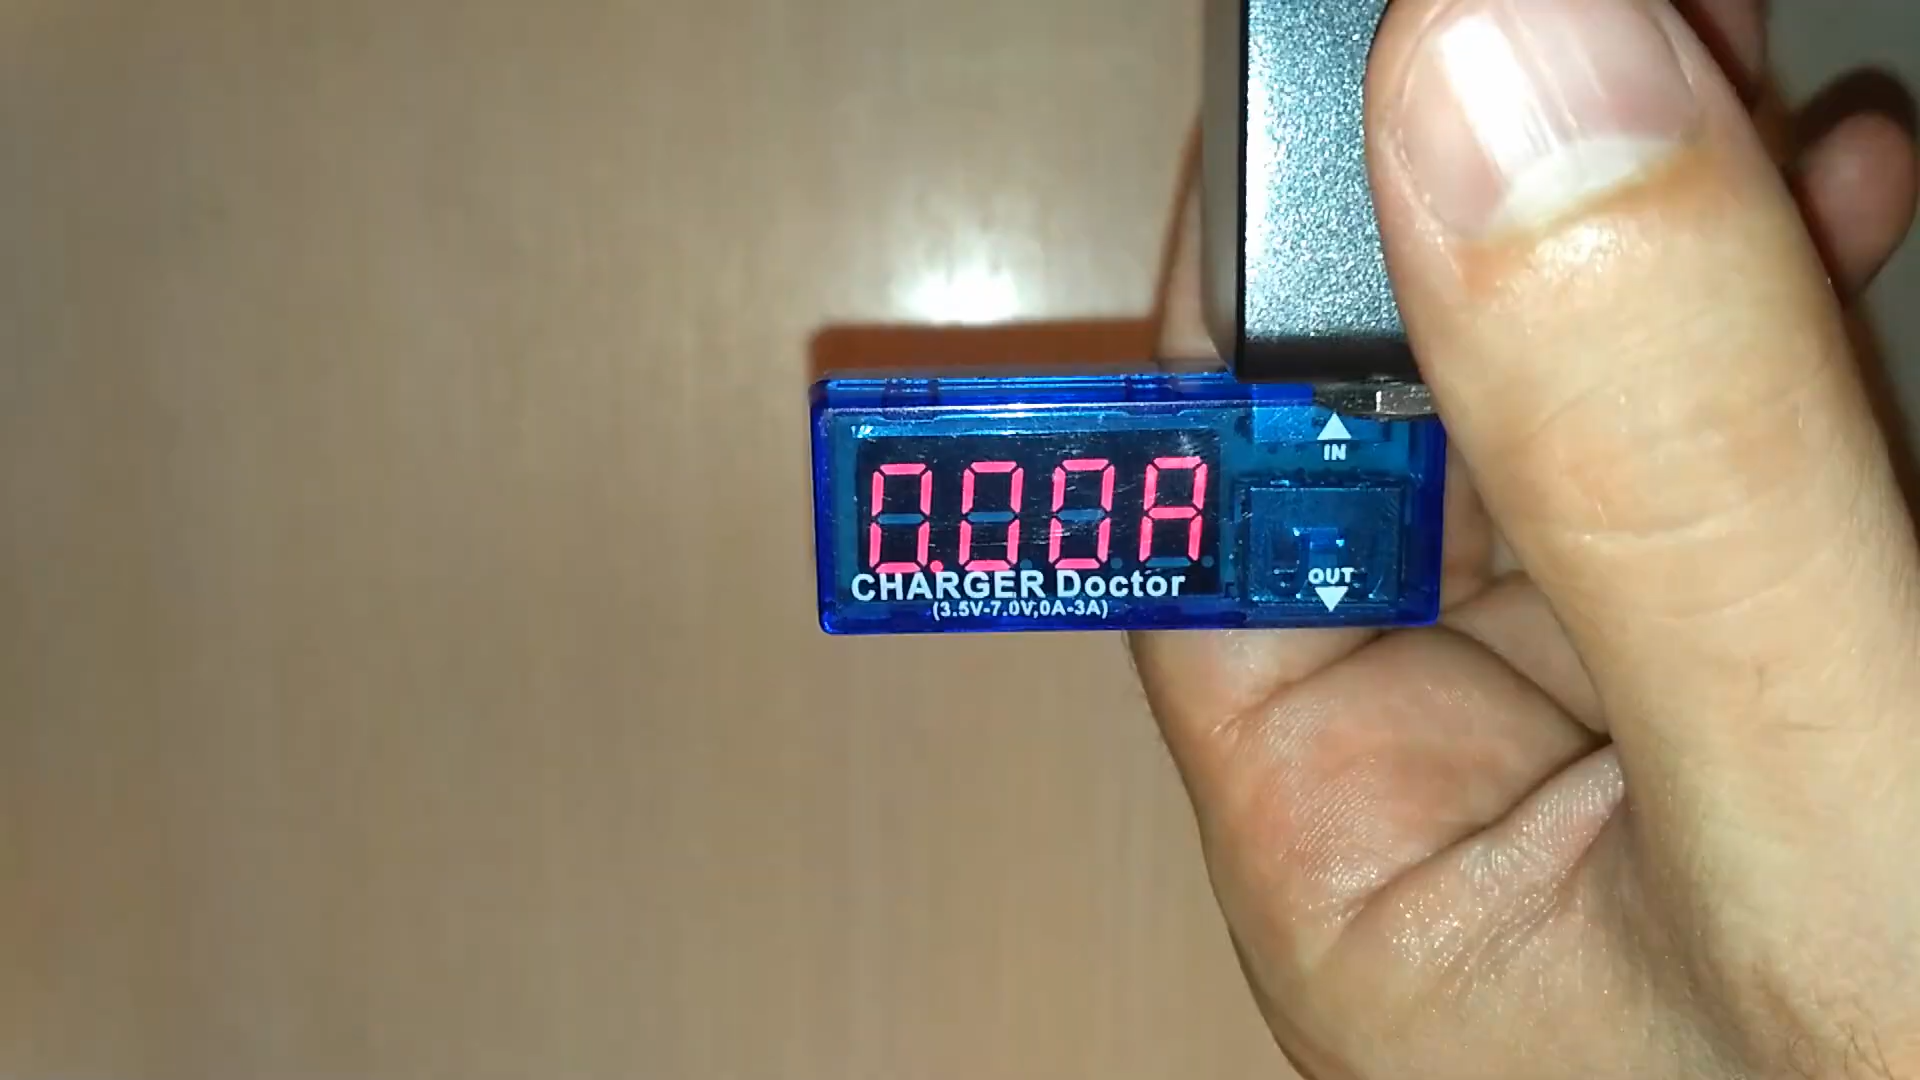 0.00A
IN
OUT
CHARGER Doctor
(3.5V-7.0V,0A-3A)